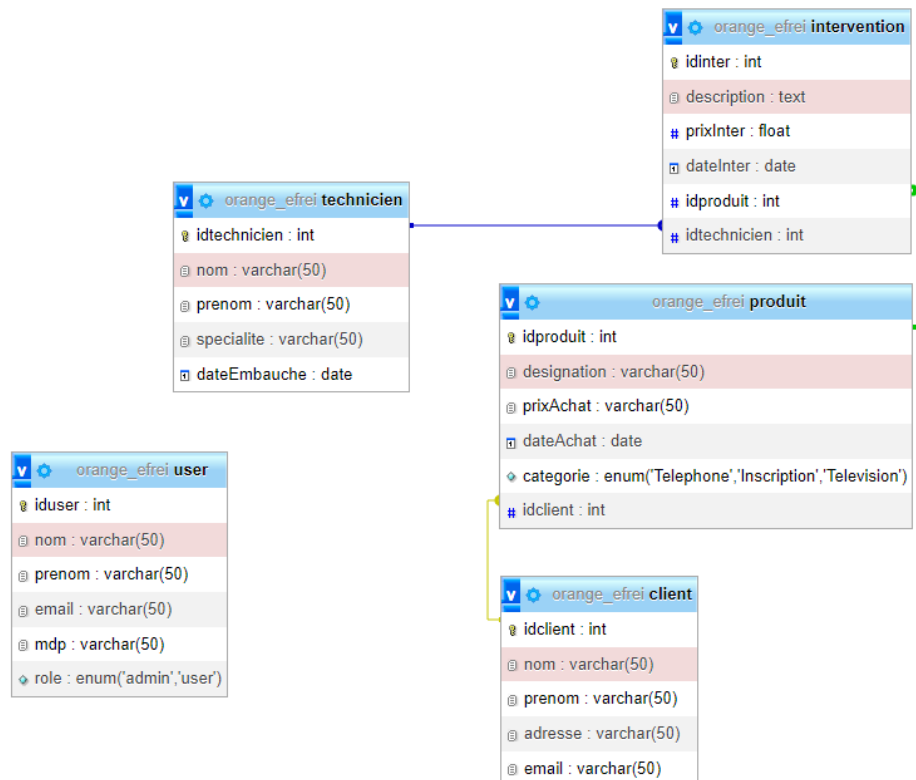 orange_efrei intervention
idinter : int
description : text
prixInter : float
dateInter : date
idproduit : int
idtechnicien : int
orange_efrei technicien
idtechnicien : int
nom : varchar(50)
prenom : varchar(50)
specialite : varchar(50)
dateEmbauche : date
orange_efrei produit
idproduit : int
designation : varchar(50)
prixAchat : varchar(50)
dateAchat : date
categorie : enum('Telephone','Inscription','Television')
idclient : int
orange_efrei user
iduser : int
nom : varchar(50)
prenom : varchar(50)
email : varchar(50)
mdp : varchar(50)
role : enum('admin','user')
orange_efrei client
idclient : int
nom : varchar(50)
prenom : varchar(50)
adresse : varchar(50)
email : varchar(50)